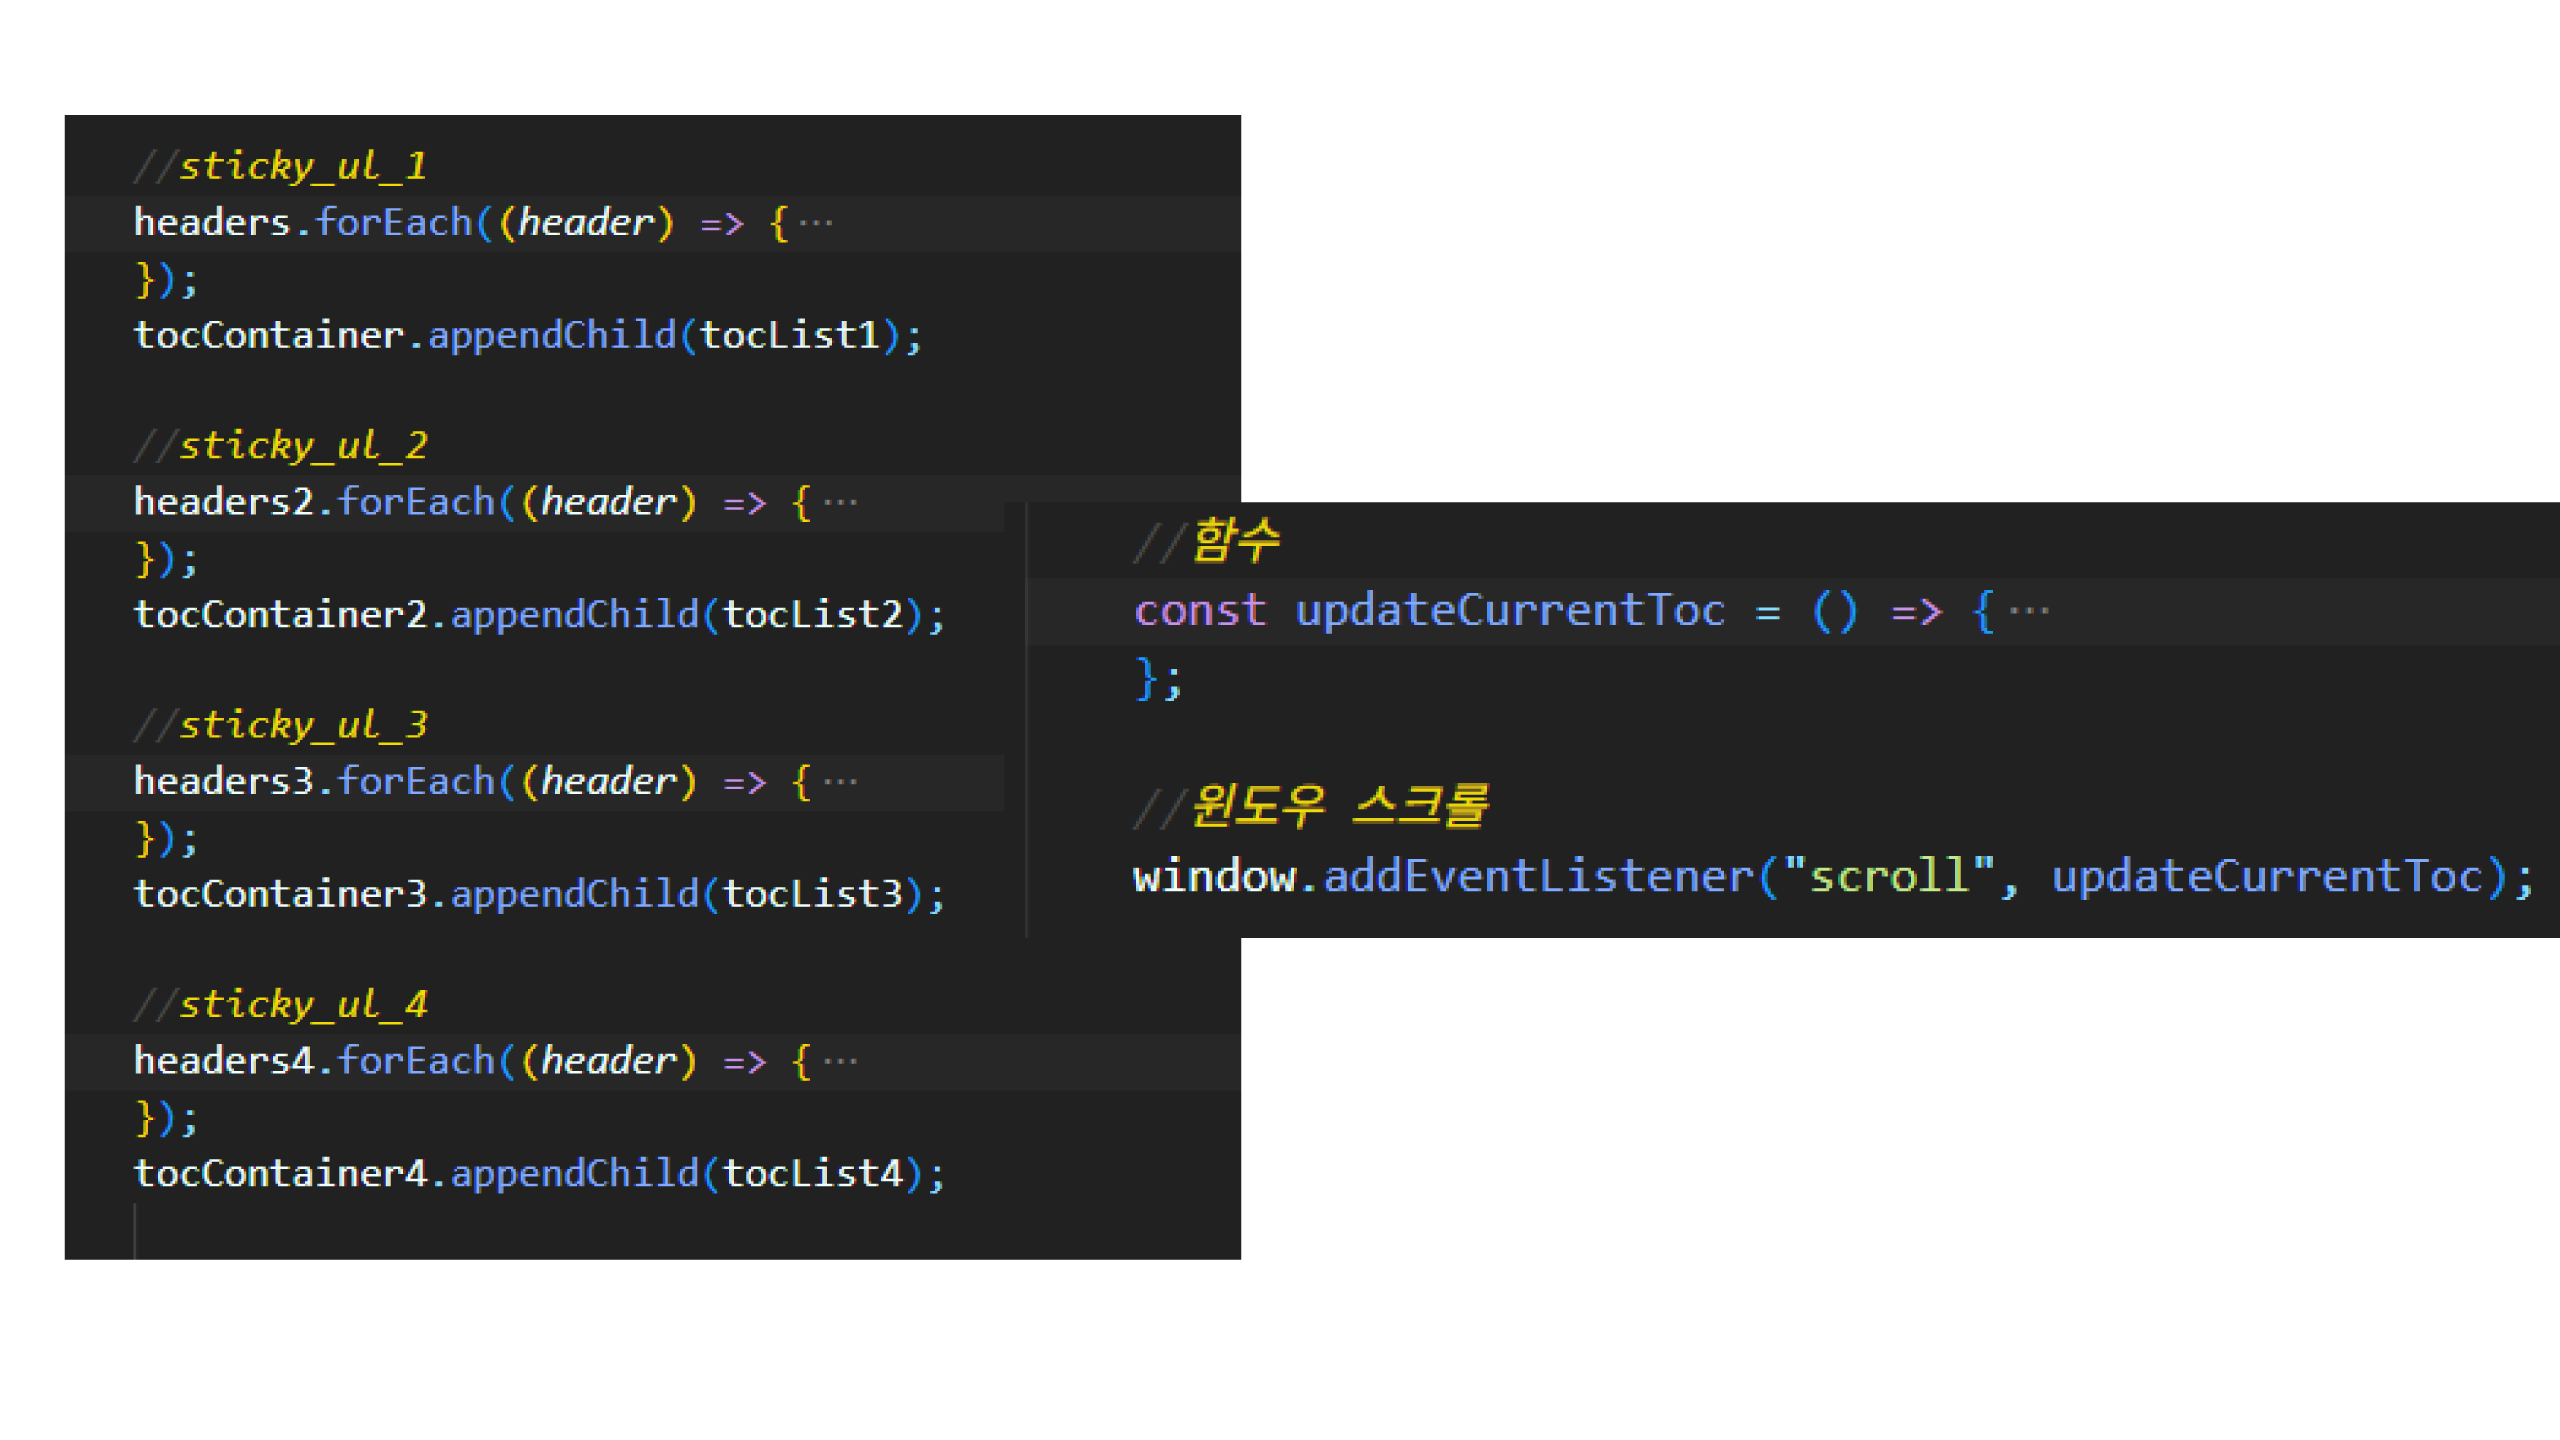 //sticky_ul_1
headers.forEach((header) => {···
});
tocContainer.appendChild(tocList1);
//sticky_ul_2
headers2.forEach((header) => {···
});
tocContainer2.appendChild(tocList2);
//sticky_ul_3
headers3.forEach((header) => {···
});
tocContainer3.appendChild(tocList3);
//sticky_ul_4
headers4.forEach((header) => {···
});
tocContainer4.appendChild(tocList4);
//함수
const updateCurrentToc = () => {···
};
//윈도우 스크롤
window.addEventListener("scroll", updateCurrentToc);